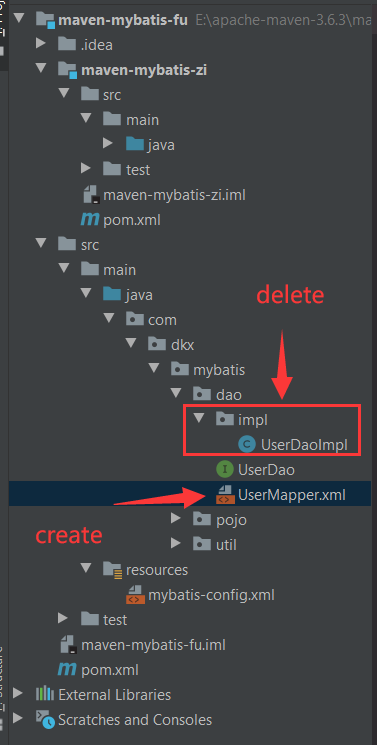 maven-mybatis-fu E:\apache-maven-3.6.3\ma
.idea
maven-mybatis-zi
src
main
java
test
maven-mybatis-zi.iml
pom.xml
src
main
java
delete
com
dkx
mybatis
dao
impl
UserDaoImpl
UserDao
UserMapper.xml
create
pojo
util
resources
mybatis-config.xml
test
maven-mybatis-fu.iml
pom.xml
External Libraries
Scratches and Consoles